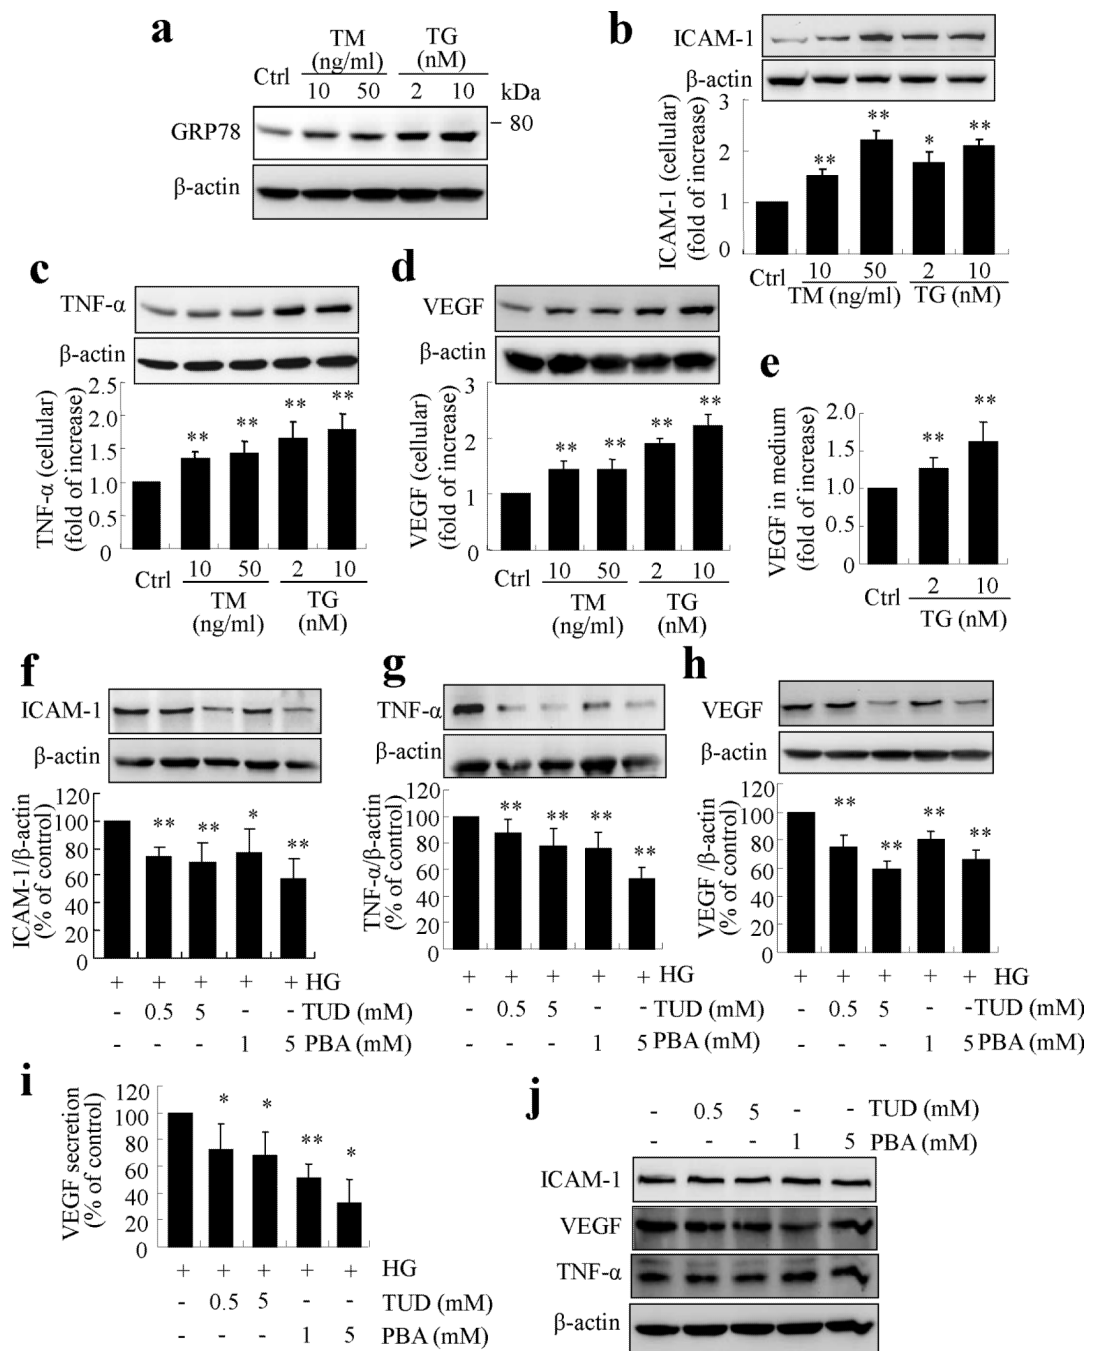 a
TM
(ng/ml)
TG
(nM)
Ctrl
10 50 2 10 kDa
GRP78
– 80
β-actin
b
ICAM-1
β-actin
ICAM-1 (cellular)
(fold of increase)
3
2
1
0
** ** * **
Ctrl 10 50 2 10
TM (ng/ml) TG (nM)
c
TNF-α
β-actin
TNF-α (cellular)
(fold of increase)
2.5
2.0
1.5
1.0
0.5
0
** ** ** **
Ctrl 10 50 2 10
TM TG
(ng/ml) (nM)
d
VEGF
β-actin
VEGF (cellular)
(fold of increase)
3
2
1
0
** ** ** **
Ctrl 10 50 2 10
TM TG
(ng/ml) (nM)
e
VEGF in medium
(fold of increase)
2.0
1.5
1.0
0.5
0
** **
Ctrl 2 10
TG (nM)
f
ICAM-1
β-actin
ICAM-1/β-actin
(% of control)
120
100
80
60
40
20
0
** ** * **
+ + + + + HG
- 0.5 5 - - TUD (mM)
- - - 1 5 PBA (mM)
g
TNF-α
β-actin
TNF-α/β-actin
(% of control)
120
100
80
60
40
20
0
** ** ** **
+ + + + + HG
- 0.5 5 - - TUD (mM)
- - - 1 5 PBA (mM)
h
VEGF
β-actin
VEGF /β-actin
(% of control)
120
100
80
60
40
20
0
** ** ** **
+ + + + + HG
- 0.5 5 - - TUD (mM)
- - - 1 5 PBA (mM)
i
VEGF secretion
(% of control)
120
100
80
60
40
20
0
* * ** *
+ + + + + HG
- 0.5 5 - - TUD (mM)
- - - 1 5 PBA (mM)
j
- 0.5 5 - - TUD (mM)
- - - 1 5 PBA (mM)
ICAM-1
VEGF
TNF-α
β-actin